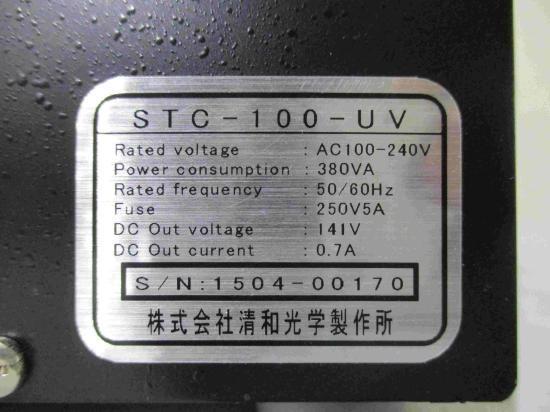 STC-100-UV
Rated voltage : AC100-240V
Power consumption : 380VA
Rated frequency : 50/60Hz
Fuse : 250V5A
DC Out voltage : 141V
DC Out current : 0.7A
S/N:1504-00170
株式会社清和光学製作所